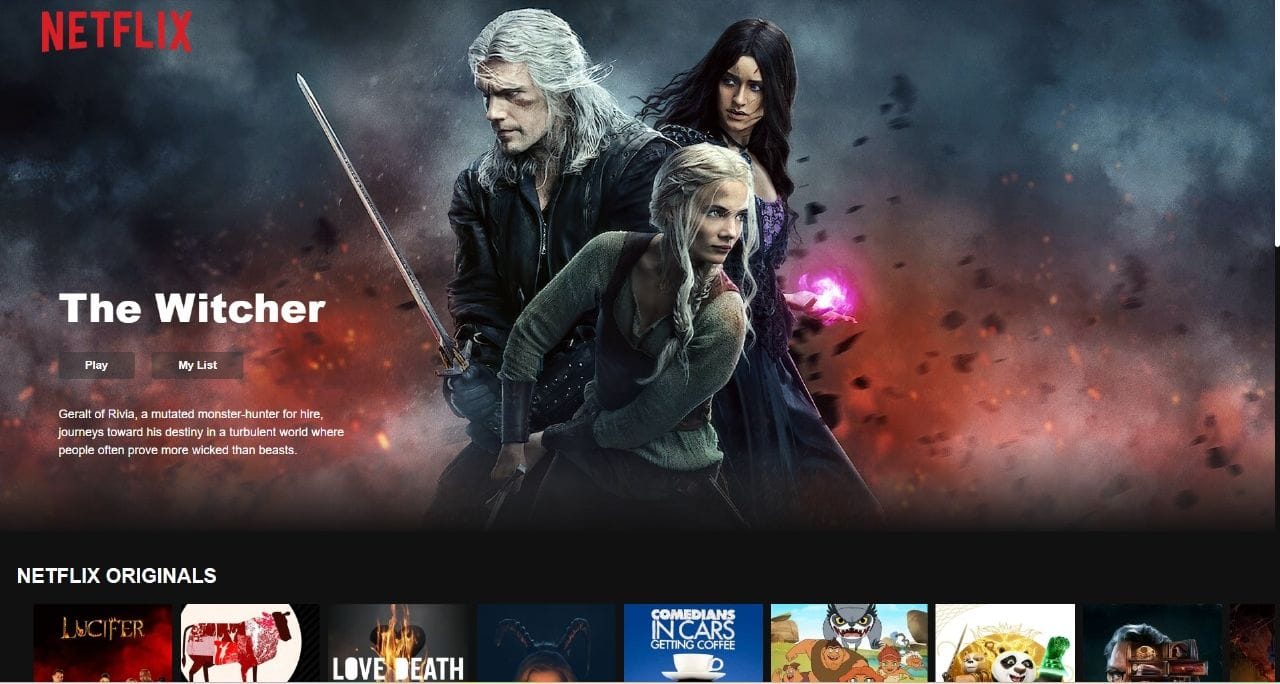 NETFLIX
The Witcher
Play
My List
Geralt of Rivia, a mutated monster-hunter for hire,
journeys toward his destiny in a turbulent world where
people often prove more wicked than beasts.
NETFLIX ORIGINALS
LUCIFER
LOVE DEATH
COMEDIANS
IN CARS
GETTING COFFEE